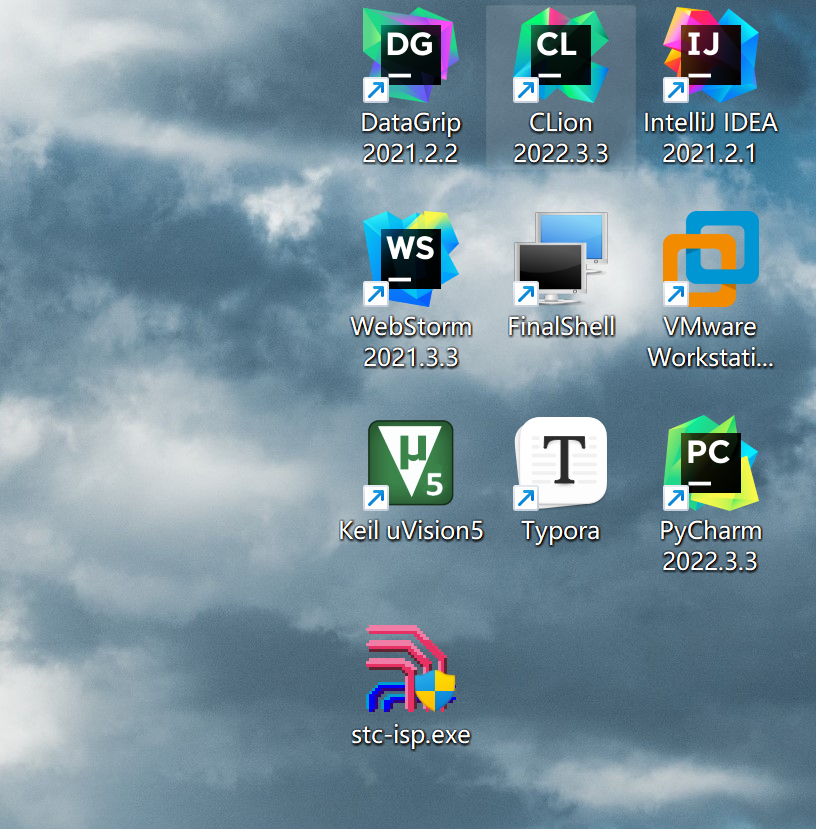 DG
CL
IJ
DataGrip
2021.2.2
CLion
2022.3.3
IntelliJ IDEA
2021.2.1
WS
WebStorm
2021.3.3
FinalShell
VMware
Workstati...
µ
5
T
PC
Keil uVision5
Typora
PyCharm
2022.3.3
stc-isp.exe